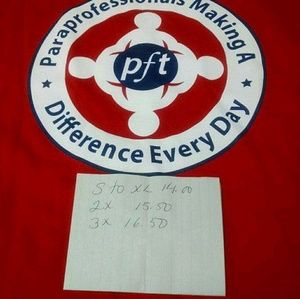 Paraprofessionals Making A
pft
Difference Every Day
S to XL 14.00
2X 15.50
3X 16.50